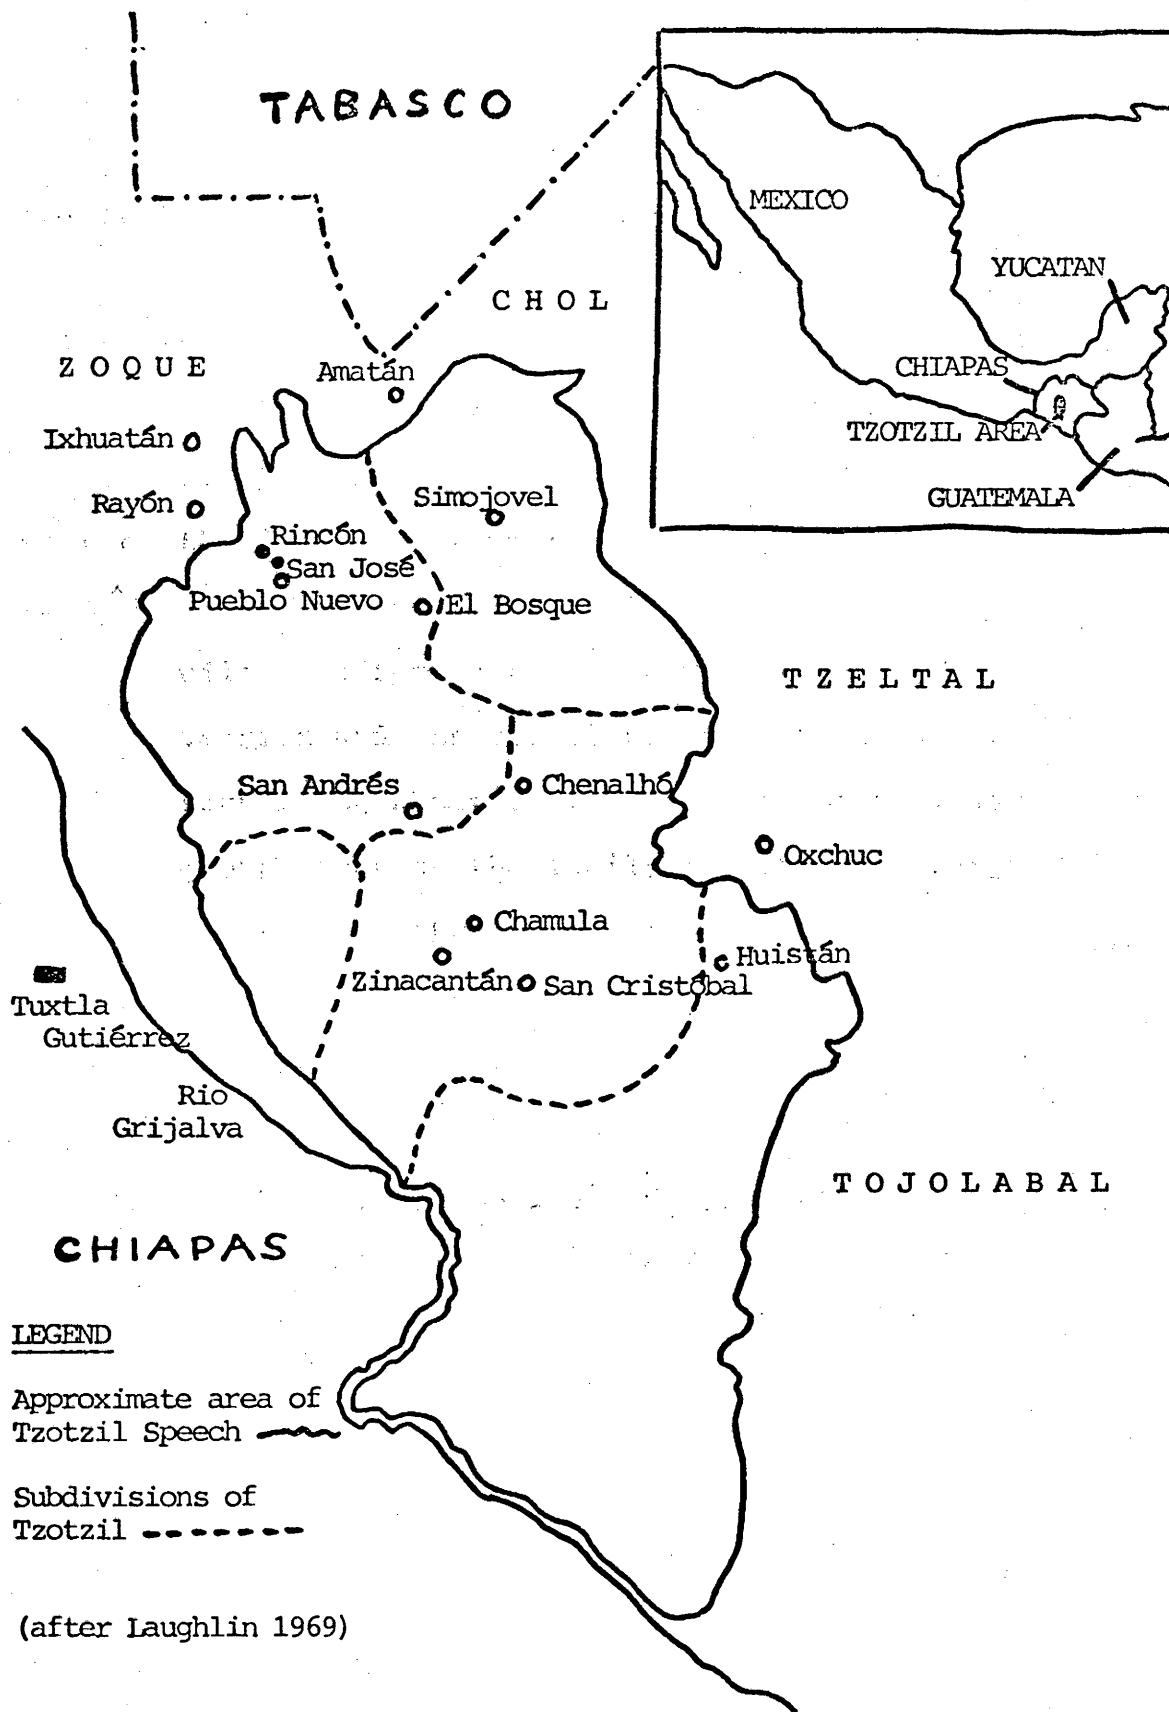 TABASCO
MEXICO
YUCATAN
CHOL
ZOQUE
CHIAPAS
Amatán
TZOTZIL AREA
Ixhuatán
GUATEMALA
Rayón
Simojovel
Rincón
San José
Pueblo Nuevo
El Bosque
TZELTAL
San Andrés
Chenalhó
Oxchuc
Chamula
Huistán
Zinacantán
San Cristóbal
Tuxtla
Gutiérrez
Rio
Grijalva
TOJOLABAL
CHIAPAS
LEGEND
Approximate area of
Tzotzil Speech
Subdivisions of
Tzotzil
(after Laughlin 1969)